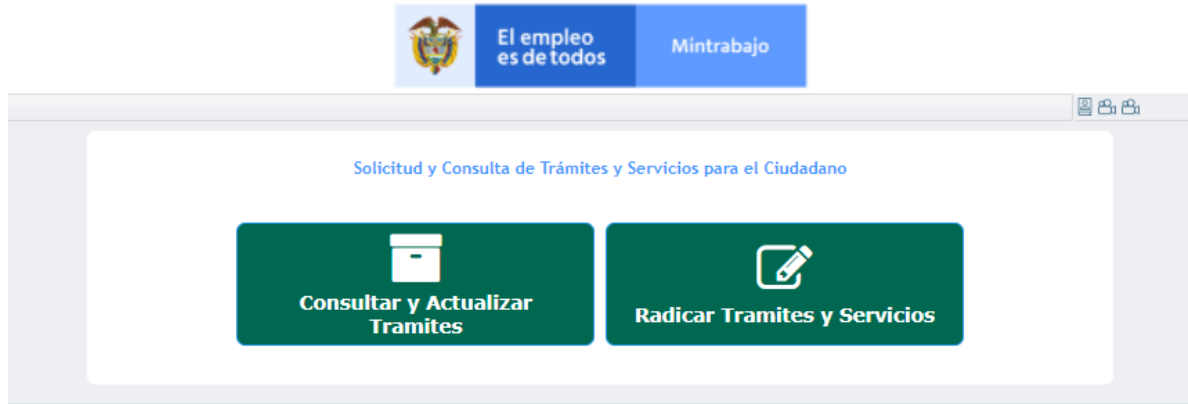 El empleo
es de todos
Mintrabajo
Solicitud y Consulta de Trámites y Servicios para el Ciudadano
Consultar y Actualizar
Tramites
Radicar Tramites y Servicios